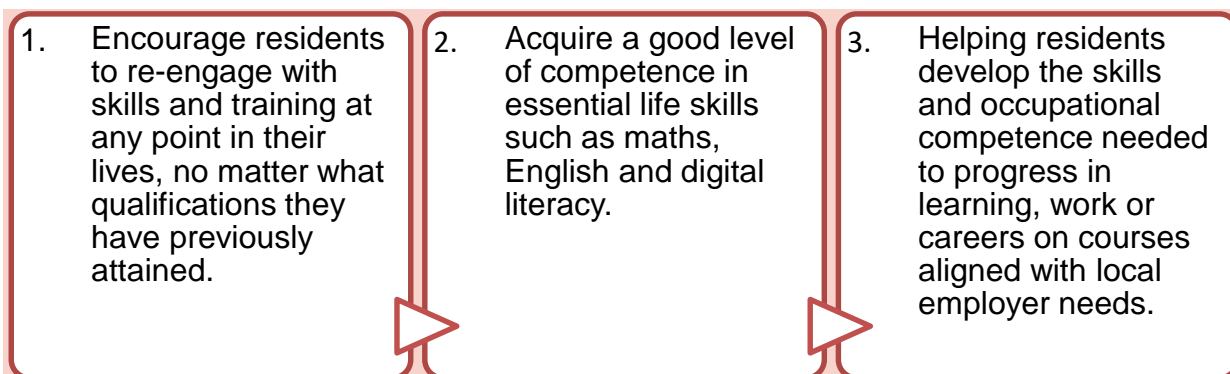 1. Encourage residents
to re-engage with
skills and training at
any point in their
lives, no matter what
qualifications they
have previously
attained.
2. Acquire a good level
of competence in
essential life skills
such as maths,
English and digital
literacy.
3. Helping residents
develop the skills
and occupational
competence needed
to progress in
learning, work or
careers on courses
aligned with local
employer needs.